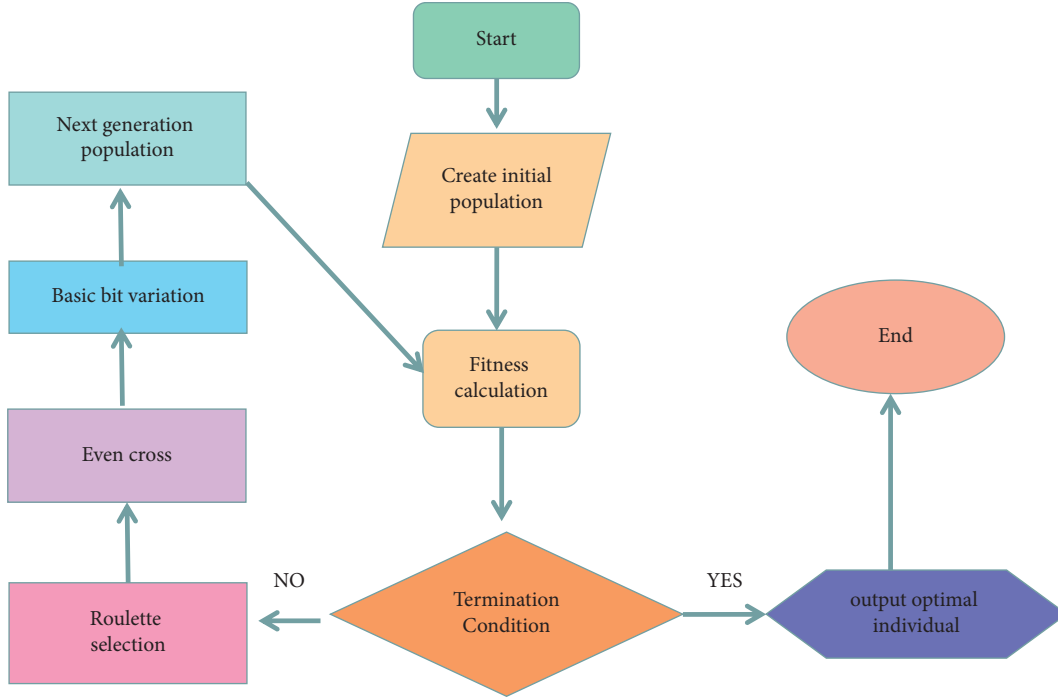 Start
Next generation
population
Create initial
population
Basic bit variation
End
Fitness
calculation
Even cross
NO
YES
Roulette
selection
Termination
Condition
output optimal
individual